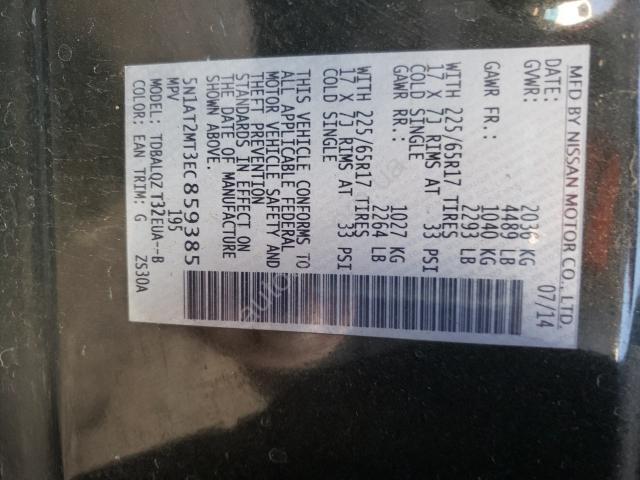 MFD BY NISSAN MOTOR CO., LTD.
DATE: 07/14
GVWR: 2036 KG
4489 LB
GAWR FR.: 1040 KG
2293 LB
WITH 225/65R17 TIRES
17 X 7J RIMS AT 33 PSI
COLD SINGLE
GAWR RR.: 1027 KG
2264 LB
WITH 225/65R17 TIRES
17 X 7J RIMS AT 33 PSI
COLD SINGLE
THIS VEHICLE CONFORMS TO
ALL APPLICABLE FEDERAL
MOTOR VEHICLE SAFETY AND
THEFT PREVENTION
STANDARDS IN EFFECT ON
THE DATE OF MANUFACTURE
SHOWN ABOVE.
5N1AT2MT3EC859385
MPV 195
MODEL: TDBALQZ T32EUA--B
COLOR: EAN TRIM: G ZS30A